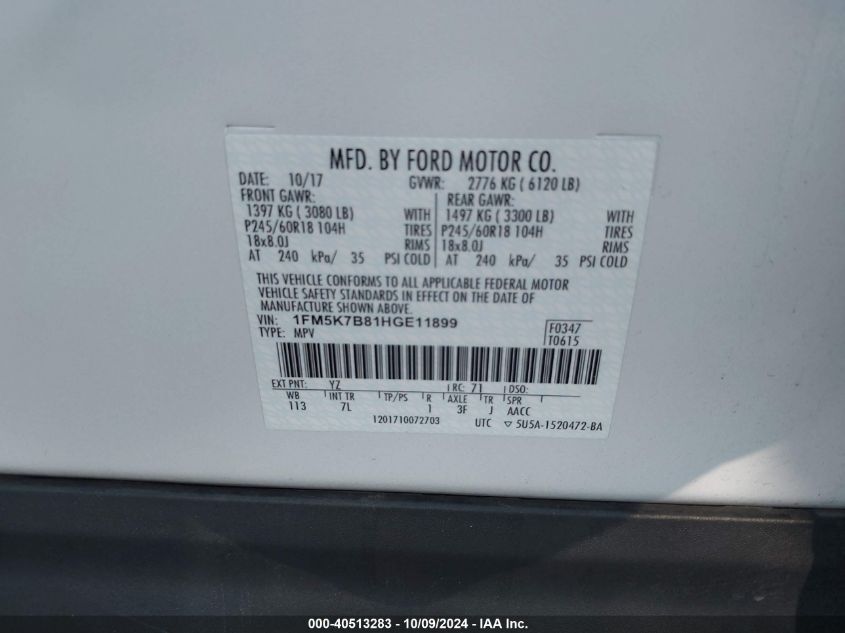 MFD. BY FORD MOTOR CO.
DATE: 10/17 GVWR: 2776 KG ( 6120 LB)
FRONT GAWR: REAR GAWR:
1397 KG ( 3080 LB) WITH 1497 KG ( 3300 LB) WITH
P245/60R18 104H TIRES P245/60R18 104H TIRES
18x8.0J RIMS 18x8.0J RIMS
AT 240 kPa/ 35 PSI COLD AT 240 kPa/ 35 PSI COLD
THIS VEHICLE CONFORMS TO ALL APPLICABLE FEDERAL MOTOR
VEHICLE SAFETY STANDARDS IN EFFECT ON THE DATE OF
MANUFACTURE SHOWN ABOVE.
VIN: 1FM5K7B81HGE11899 F0347
TYPE: MPV T0615
EXT PNT: YZ RC: 71 DSO:
WB INT TR TP/PS R AXLE TR SPR
113 7L 1 3F J AACC
1201710072703 UTC ▽ 5U5A-1520472-BA
000-40513283 - 10/09/2024 - IAA Inc.